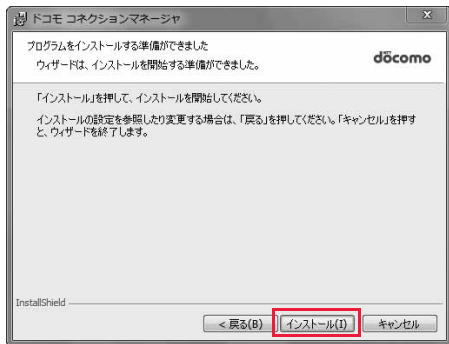 ドコモ コネクションマネージャ
プログラムをインストールする準備ができました
ウィザードは、インストールを開始する準備ができました。
döcomo
「インストール」を押して、インストールを開始してください。
インストールの設定を参照したり変更する場合は、「戻る」を押してください。「キャンセル」を押す
と、ウィザードを終了します。
InstallShield
< 戻る(B)
インストール(I)
キャンセル